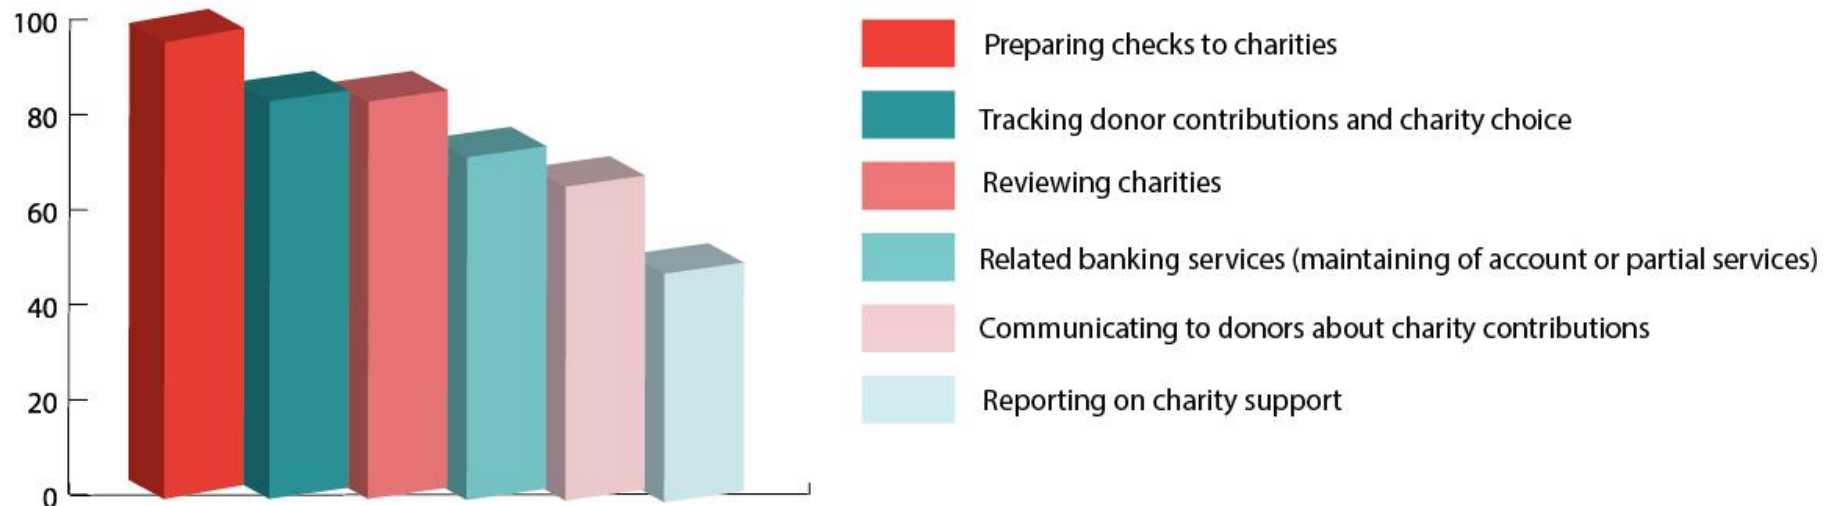 100
80
60
40
20
0
Preparing checks to charities
Tracking donor contributions and charity choice
Reviewing charities
Related banking services (maintaining of account or partial services)
Communicating to donors about charity contributions
Reporting on charity support